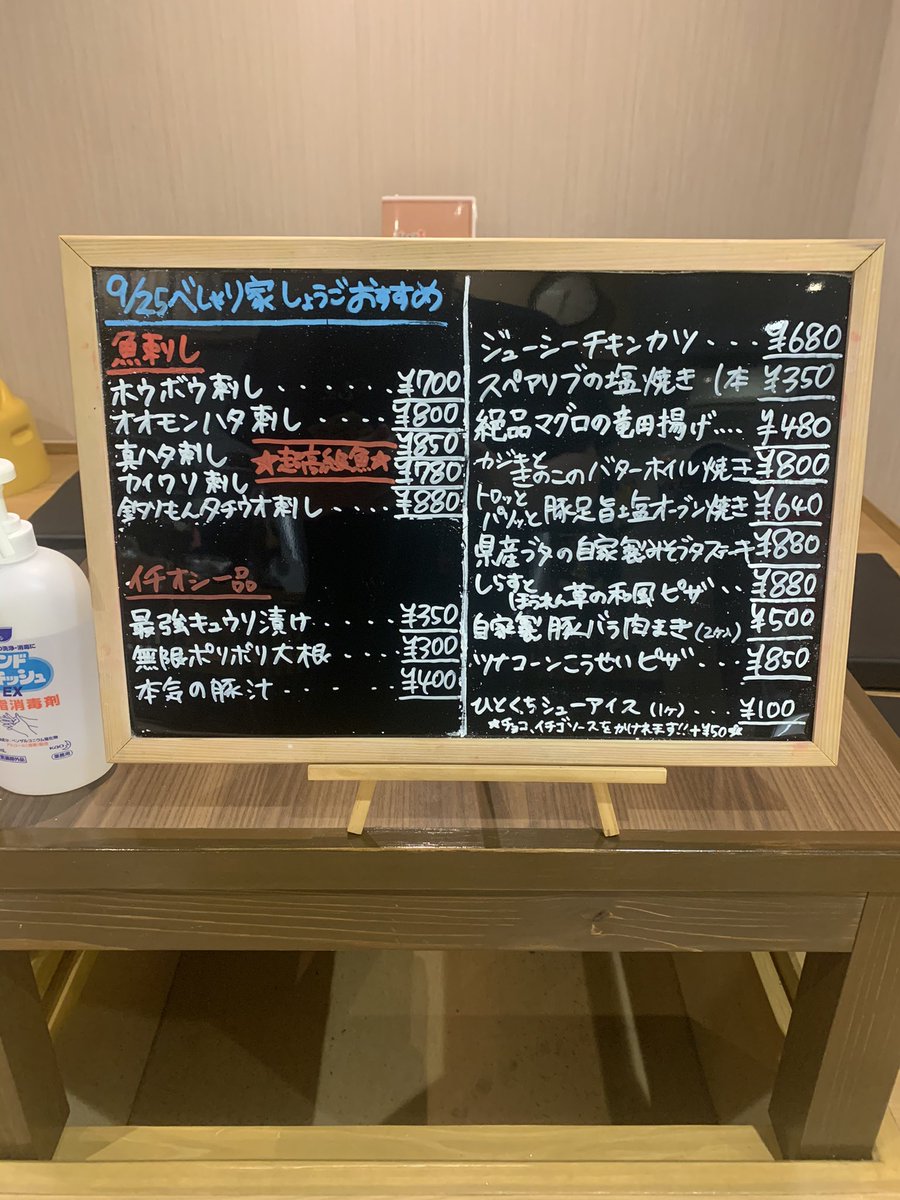 9/25べしゃり家しょうごおすすめ
魚刺し
ホウボウ刺し......¥700
オオモンハタ刺し....¥800
真ハタ刺し ★超高級魚★ ¥850
カイワリ刺し ¥780
釣りもんタチウオ刺し....¥880
イチオシ一品
最強キュウリ漬け....¥350
無限ポリポリ大根....¥300
本気の豚汁......¥400
ジューシーチキンカツ...¥680
スペアリブの塩焼き 1本 ¥350
絶品マグロの竜田揚げ....¥480
カジキと
きのこのバターホイル焼き ¥800
トロッと
パリッと豚足旨塩オーブン焼き ¥640
県産ブタの自家製みそブタステーキ ¥880
しらすと
ほうれん草の和風ピザ..¥880
自家製豚バラ肉まき(2ケ入) ¥500
ツナコーンこうせいピザ...¥850
ひとくちシューアイス(1ヶ)...¥100
★チョコ、イチゴソースをかけれます!!+¥50★
EX
消毒剤
Kao